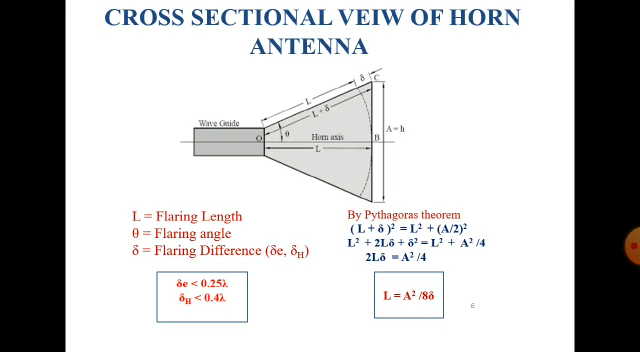 CROSS SECTIONAL VEIW OF HORN
ANTENNA
δ
C
L
L + δ
Wave Guide
θ
A = h
O
Horn axis
B
L
L = Flaring Length
θ = Flaring angle
δ = Flaring Difference (δe, δH)
δe < 0.25λ
δH < 0.4λ
By Pythagoras theorem
( L + δ )² = L² + (A/2)²
L² + 2Lδ + δ² = L² + A² /4
2Lδ = A² /4
L = A² /8δ
6